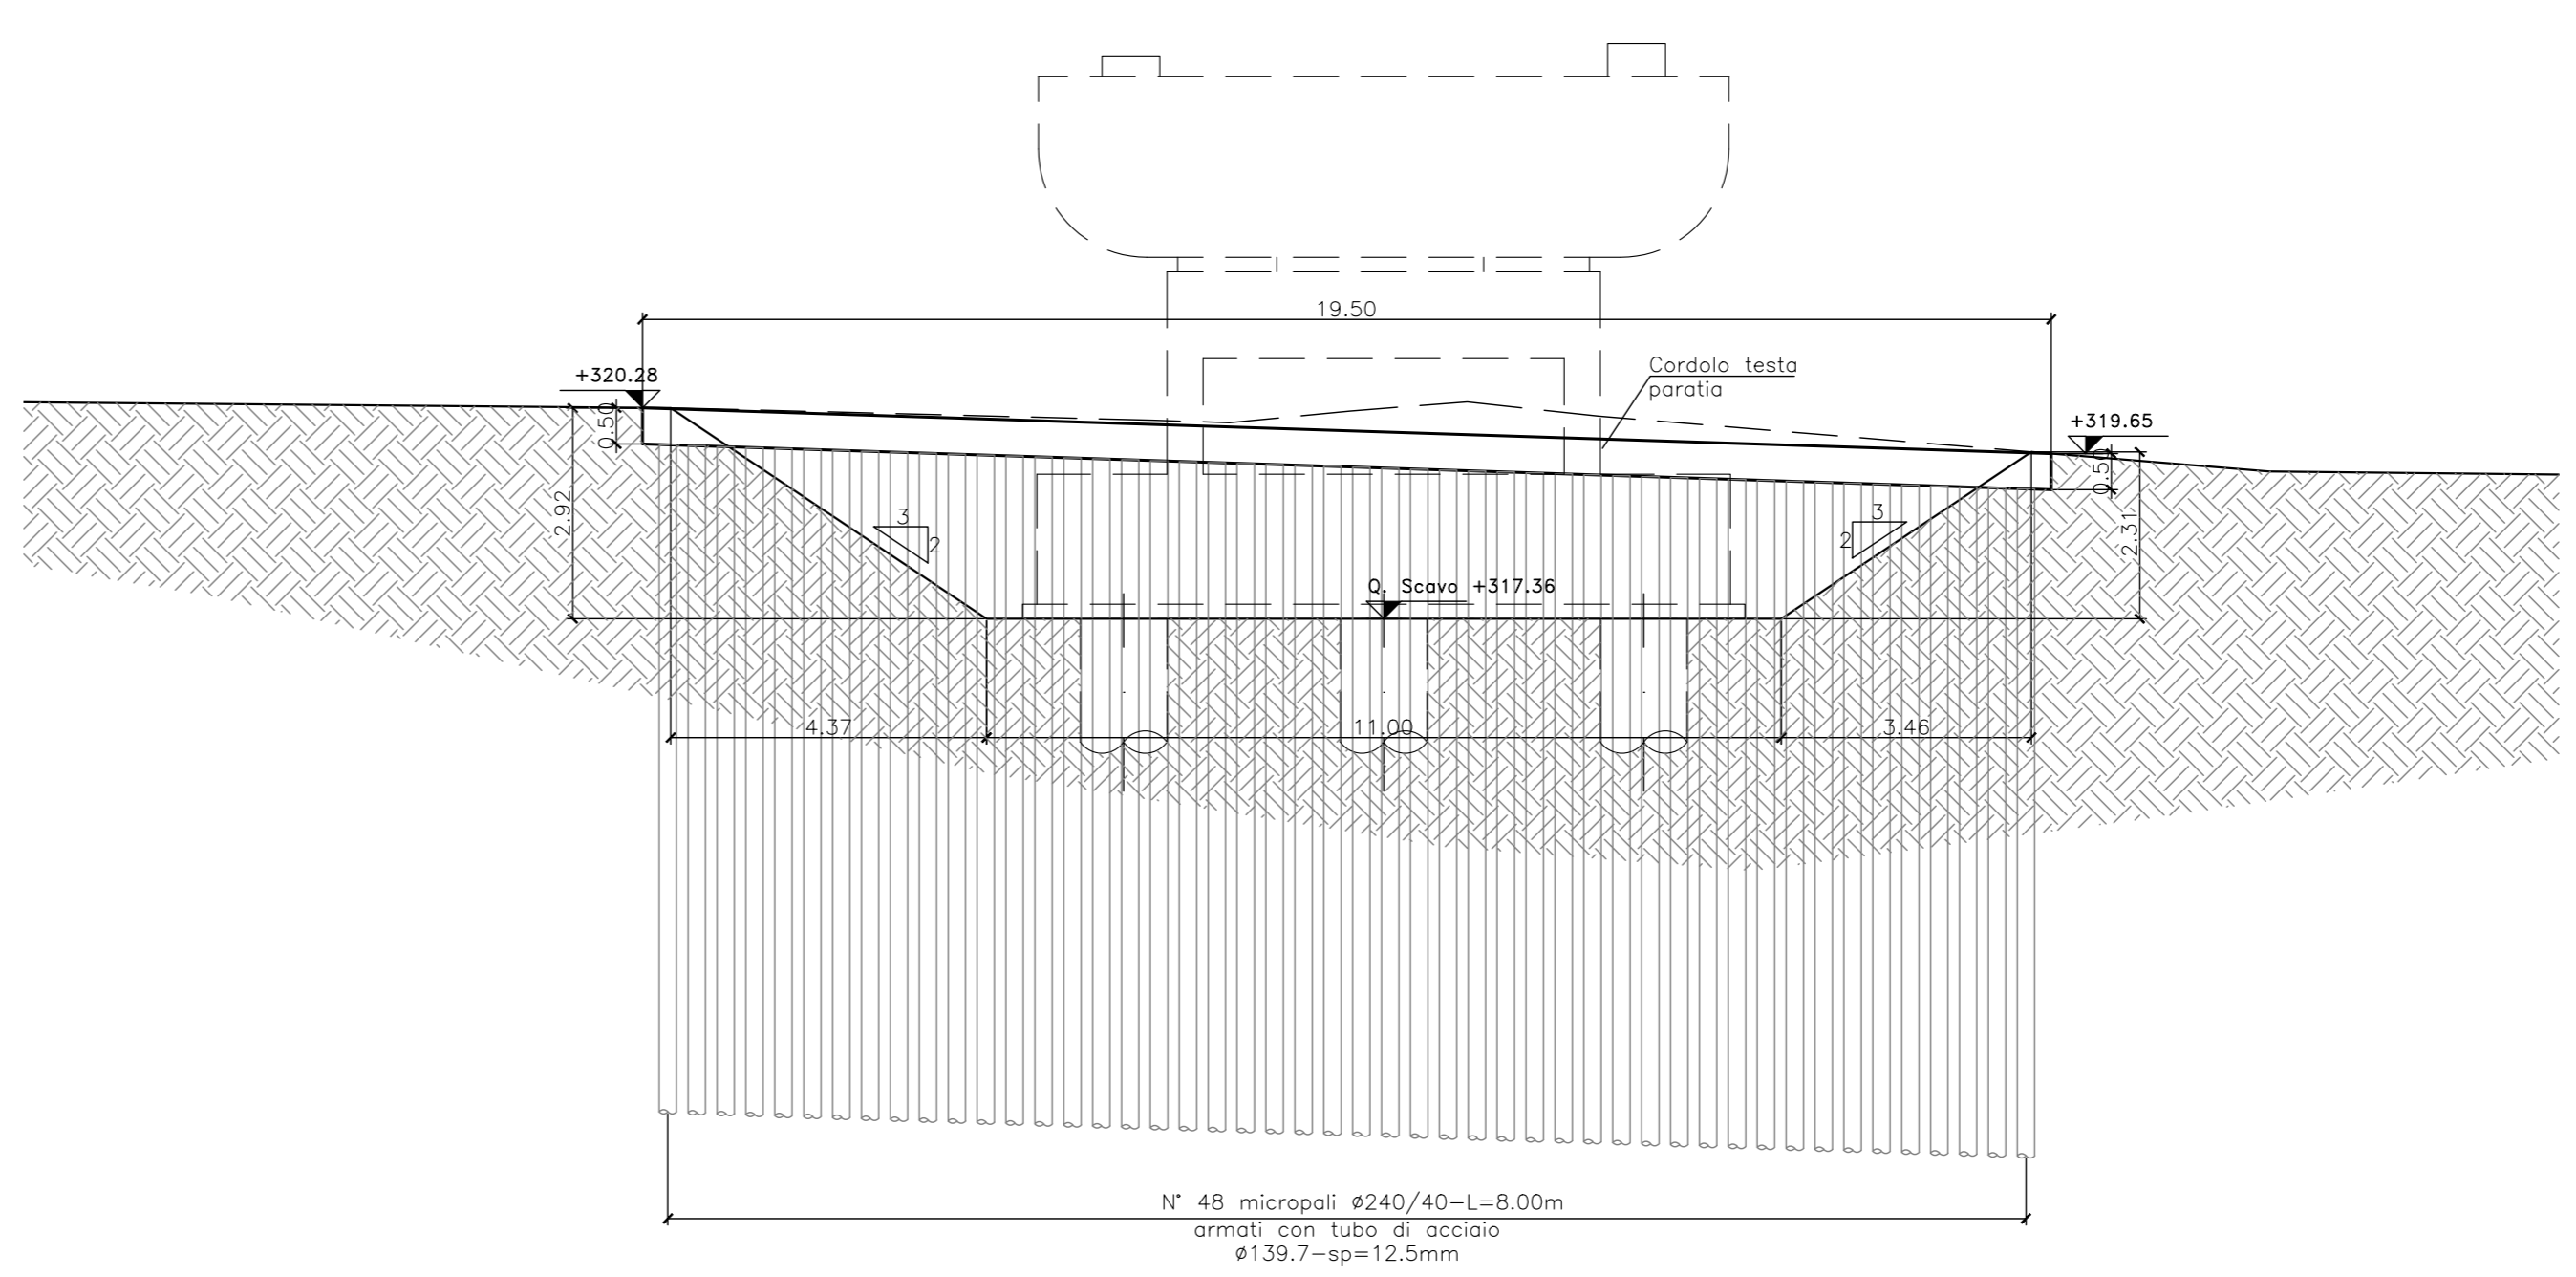 19.50
Cordolo testa
paratia
+320.28
+319.65
0.50
0.50
2.92
2.31
3
2
3
2
Q. Scavo +317.36
4.37
11.00
3.46
N° 48 micropali ø240/40-L=8.00m
armati con tubo di acciaio
ø139.7-sp=12.5mm